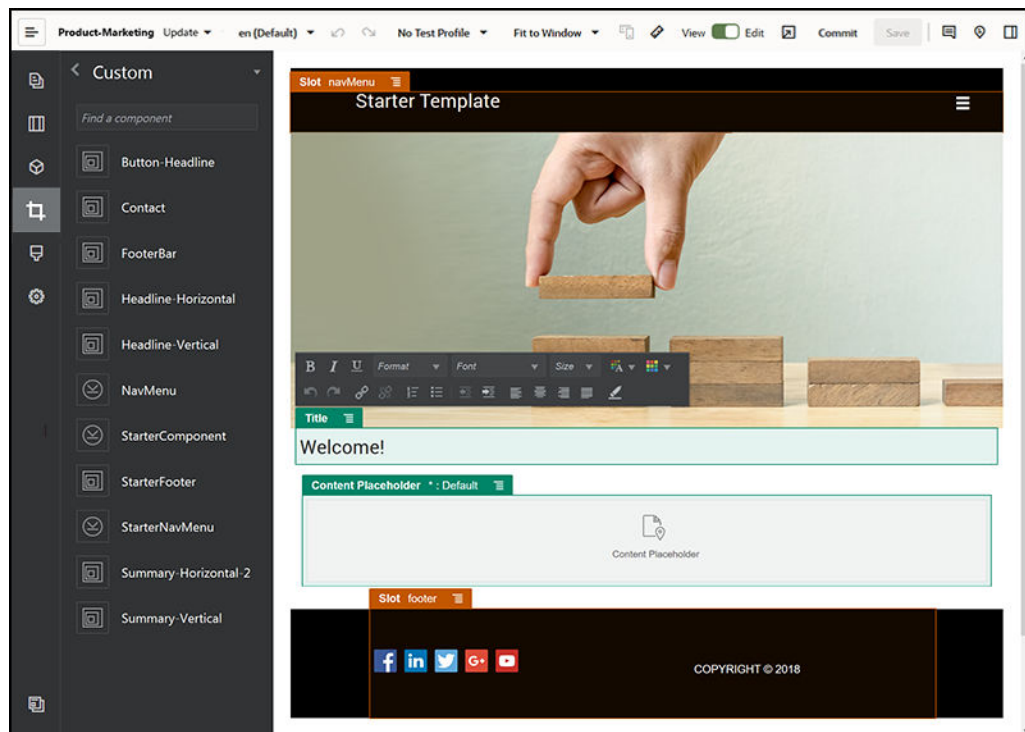 Product-Marketing Update en (Default) No Test Profile Fit to Window View Edit Commit Save
Custom
Find a component
Button-Headline
Contact
FooterBar
Headline-Horizontal
Headline-Vertical
NavMenu
StarterComponent
StarterFooter
StarterNavMenu
Summary-Horizontal-2
Summary-Vertical
Slot navMenu
Starter Template
B I U Format Font Size A
Title
Welcome!
Content Placeholder * : Default
Content Placeholder
Slot footer
f in G+
COPYRIGHT © 2018